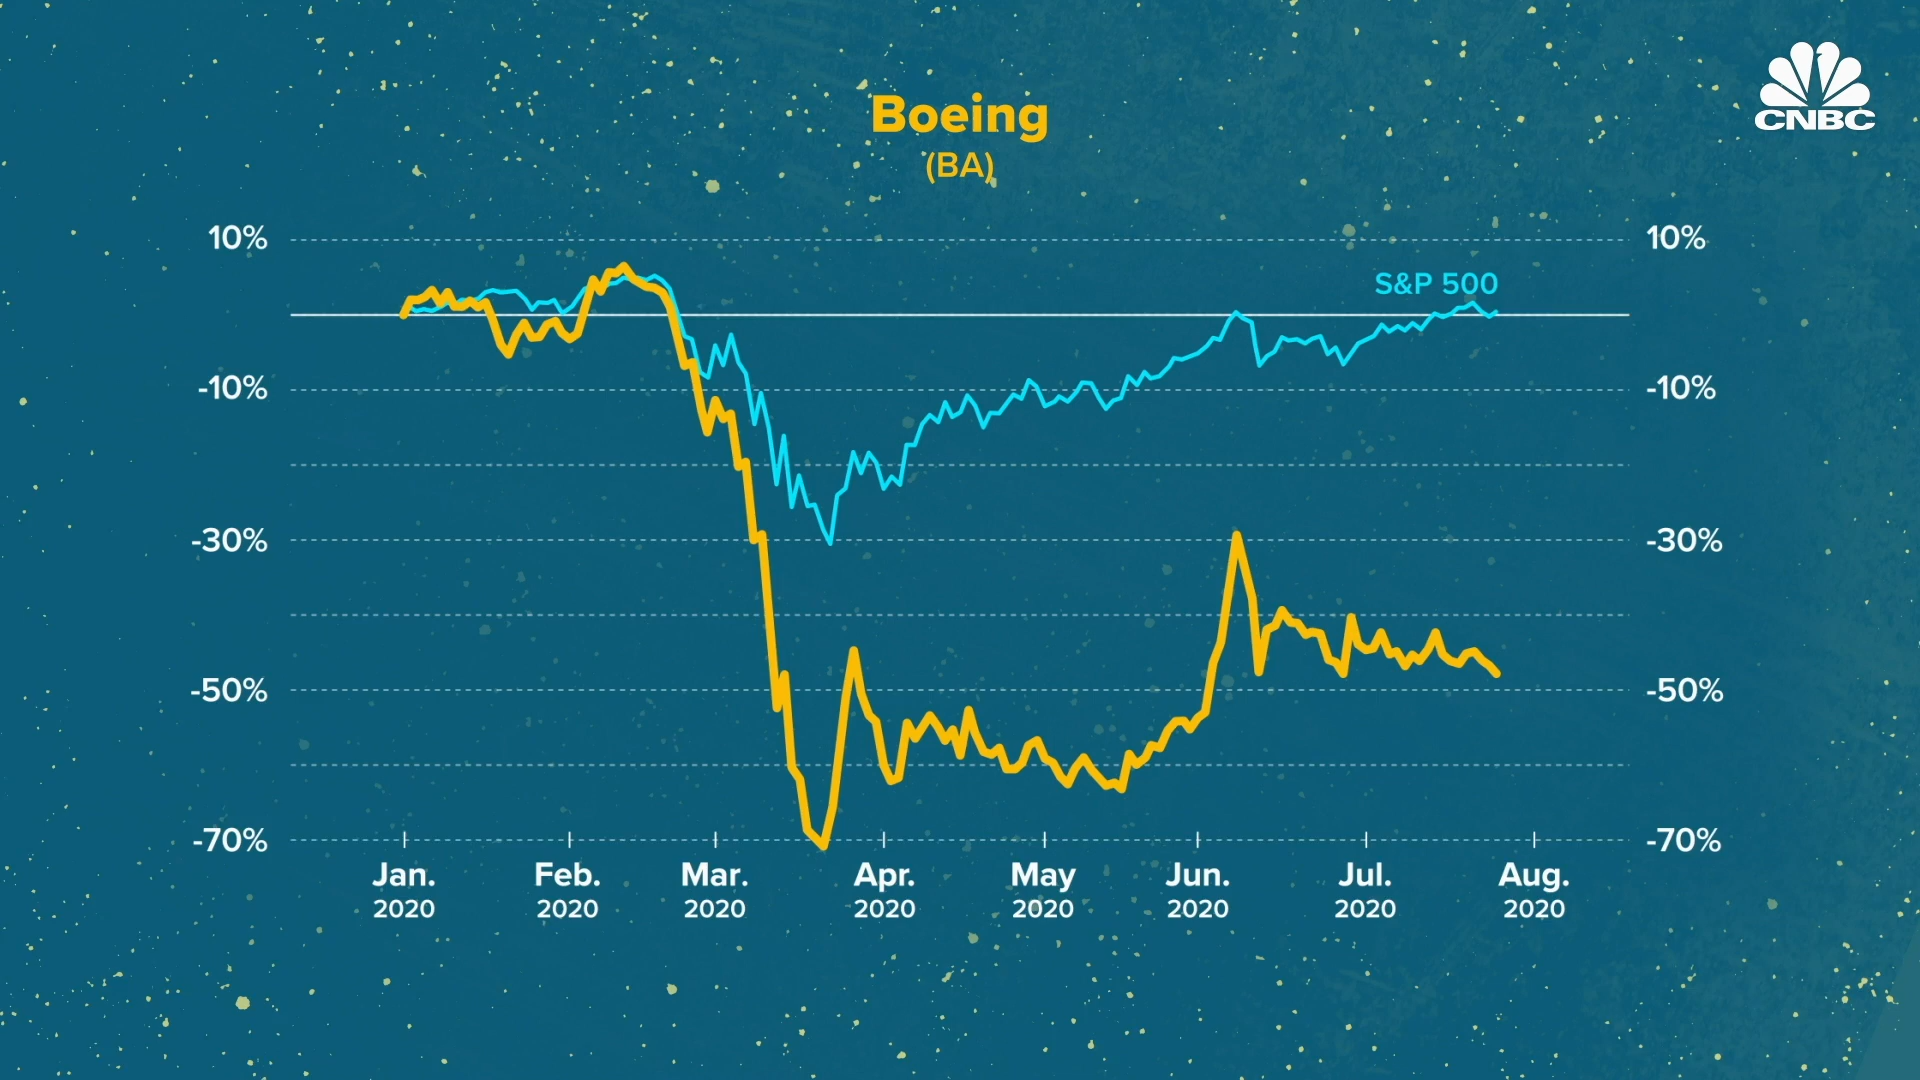 CNBC
Boeing
(BA)
10% 10%
S&P 500
-10% -10%
-30% -30%
-50% -50%
-70% -70%
Jan. Feb. Mar. Apr. May Jun. Jul. Aug.
2020 2020 2020 2020 2020 2020 2020 2020